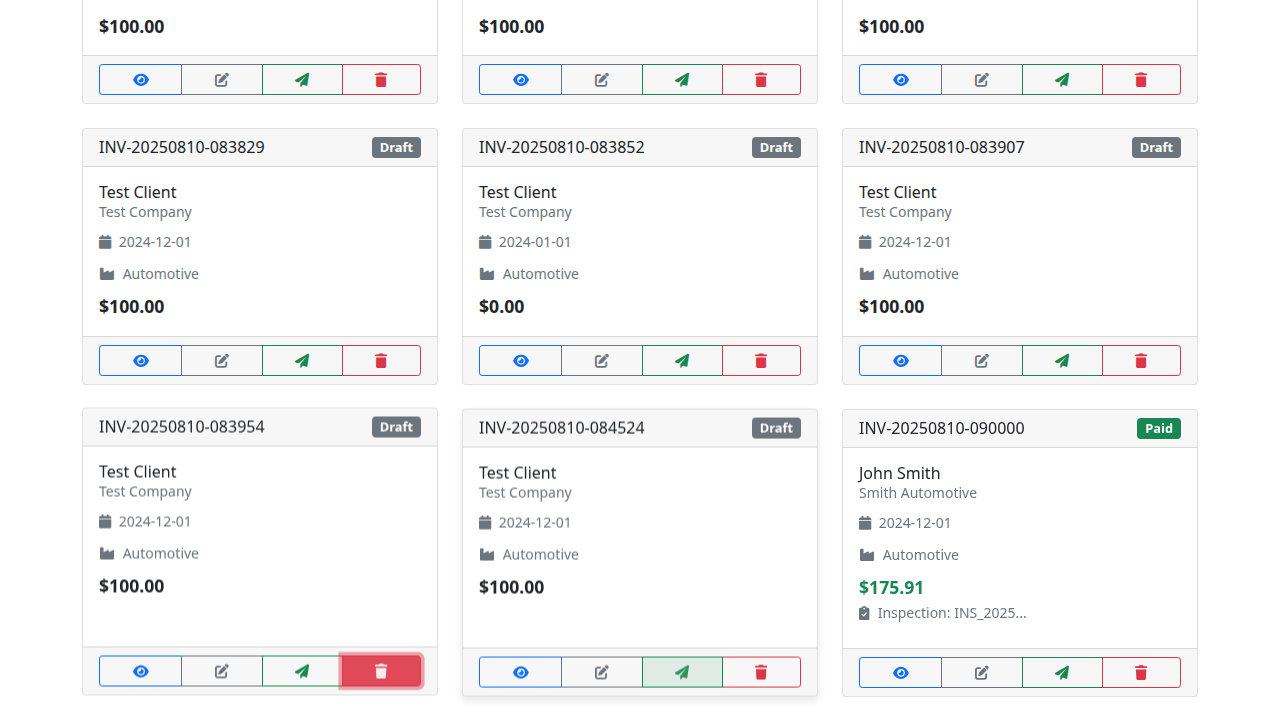 $100.00
$100.00
$100.00
INV-20250810-083829
Draft
Test Client
Test Company
2024-12-01
Automotive
$100.00
INV-20250810-083852
Draft
Test Client
Test Company
2024-01-01
Automotive
$0.00
INV-20250810-083907
Draft
Test Client
Test Company
2024-12-01
Automotive
$100.00
INV-20250810-083954
Draft
Test Client
Test Company
2024-12-01
Automotive
$100.00
INV-20250810-084524
Draft
Test Client
Test Company
2024-12-01
Automotive
$100.00
INV-20250810-090000
Paid
John Smith
Smith Automotive
2024-12-01
Automotive
$175.91
Inspection: INS_2025...